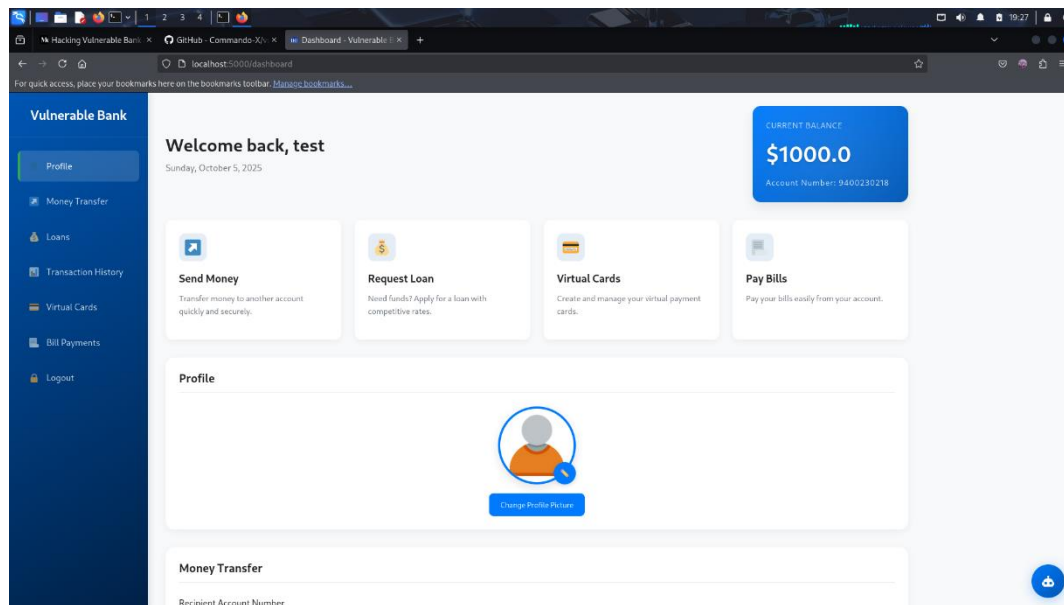 1 2 3 4
19:27
Hacking Vulnerable Bank
GitHub - Commando-X/v
Dashboard - Vulnerable B
localhost:5000/dashboard
For quick access, place your bookmarks here on the bookmarks toolbar. Manage bookmarks...
Vulnerable Bank
Profile
Money Transfer
Loans
Transaction History
Virtual Cards
Bill Payments
Logout
Welcome back, test
Sunday, October 5, 2025
CURRENT BALANCE
$1000.0
Account Number: 9400230218
Send Money
Transfer money to another account
quickly and securely.
Request Loan
Need funds? Apply for a loan with
competitive rates.
Virtual Cards
Create and manage your virtual payment
cards.
Pay Bills
Pay your bills easily from your account.
Profile
Change Profile Picture
Money Transfer
Recipient Account Number